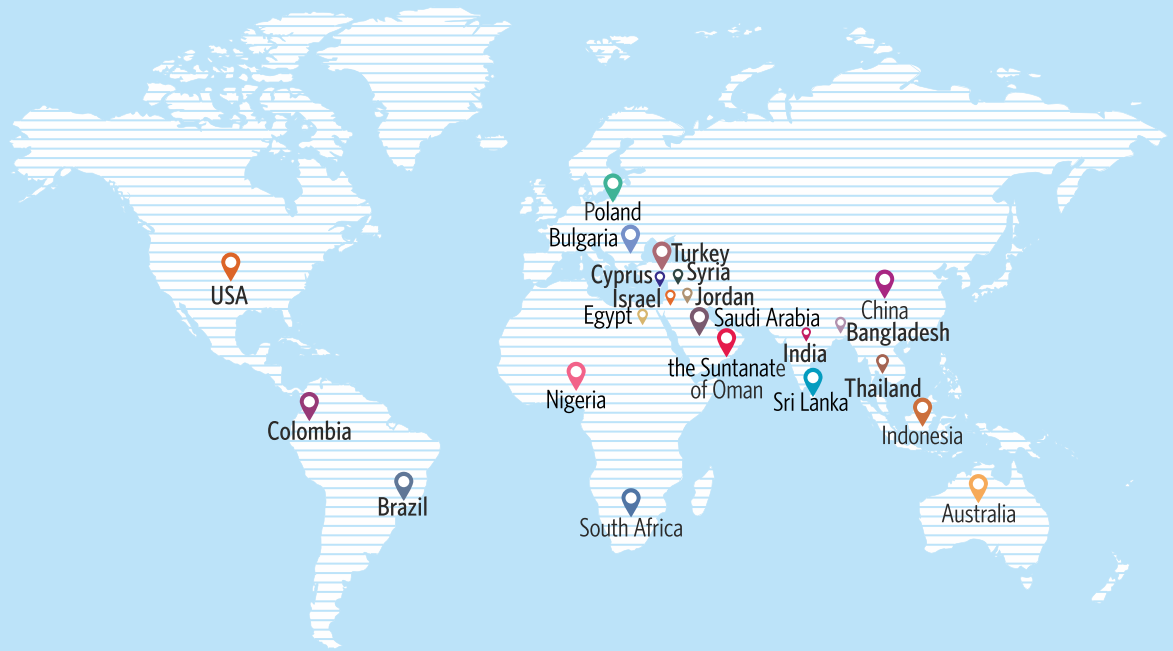 Poland
Bulgaria
Turkey
Cyprus
Syria
USA
Israel
Jordan
Egypt
Saudi Arabia
China
Bangladesh
India
the Suntanate
of Oman
Thailand
Nigeria
Sri Lanka
Colombia
Indonesia
Brazil
South Africa
Australia